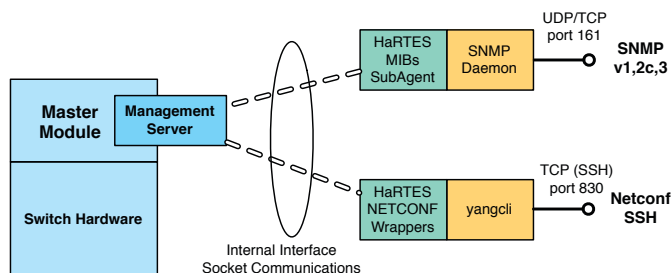 Master
Module
Management
Server
Switch Hardware
Internal Interface
Socket Communications
HaRTES
MIBs
SubAgent
SNMP
Daemon
UDP/TCP
port 161
SNMP
v1,2c,3
HaRTES
NETCONF
Wrappers
yangcli
TCP (SSH)
port 830
Netconf
SSH